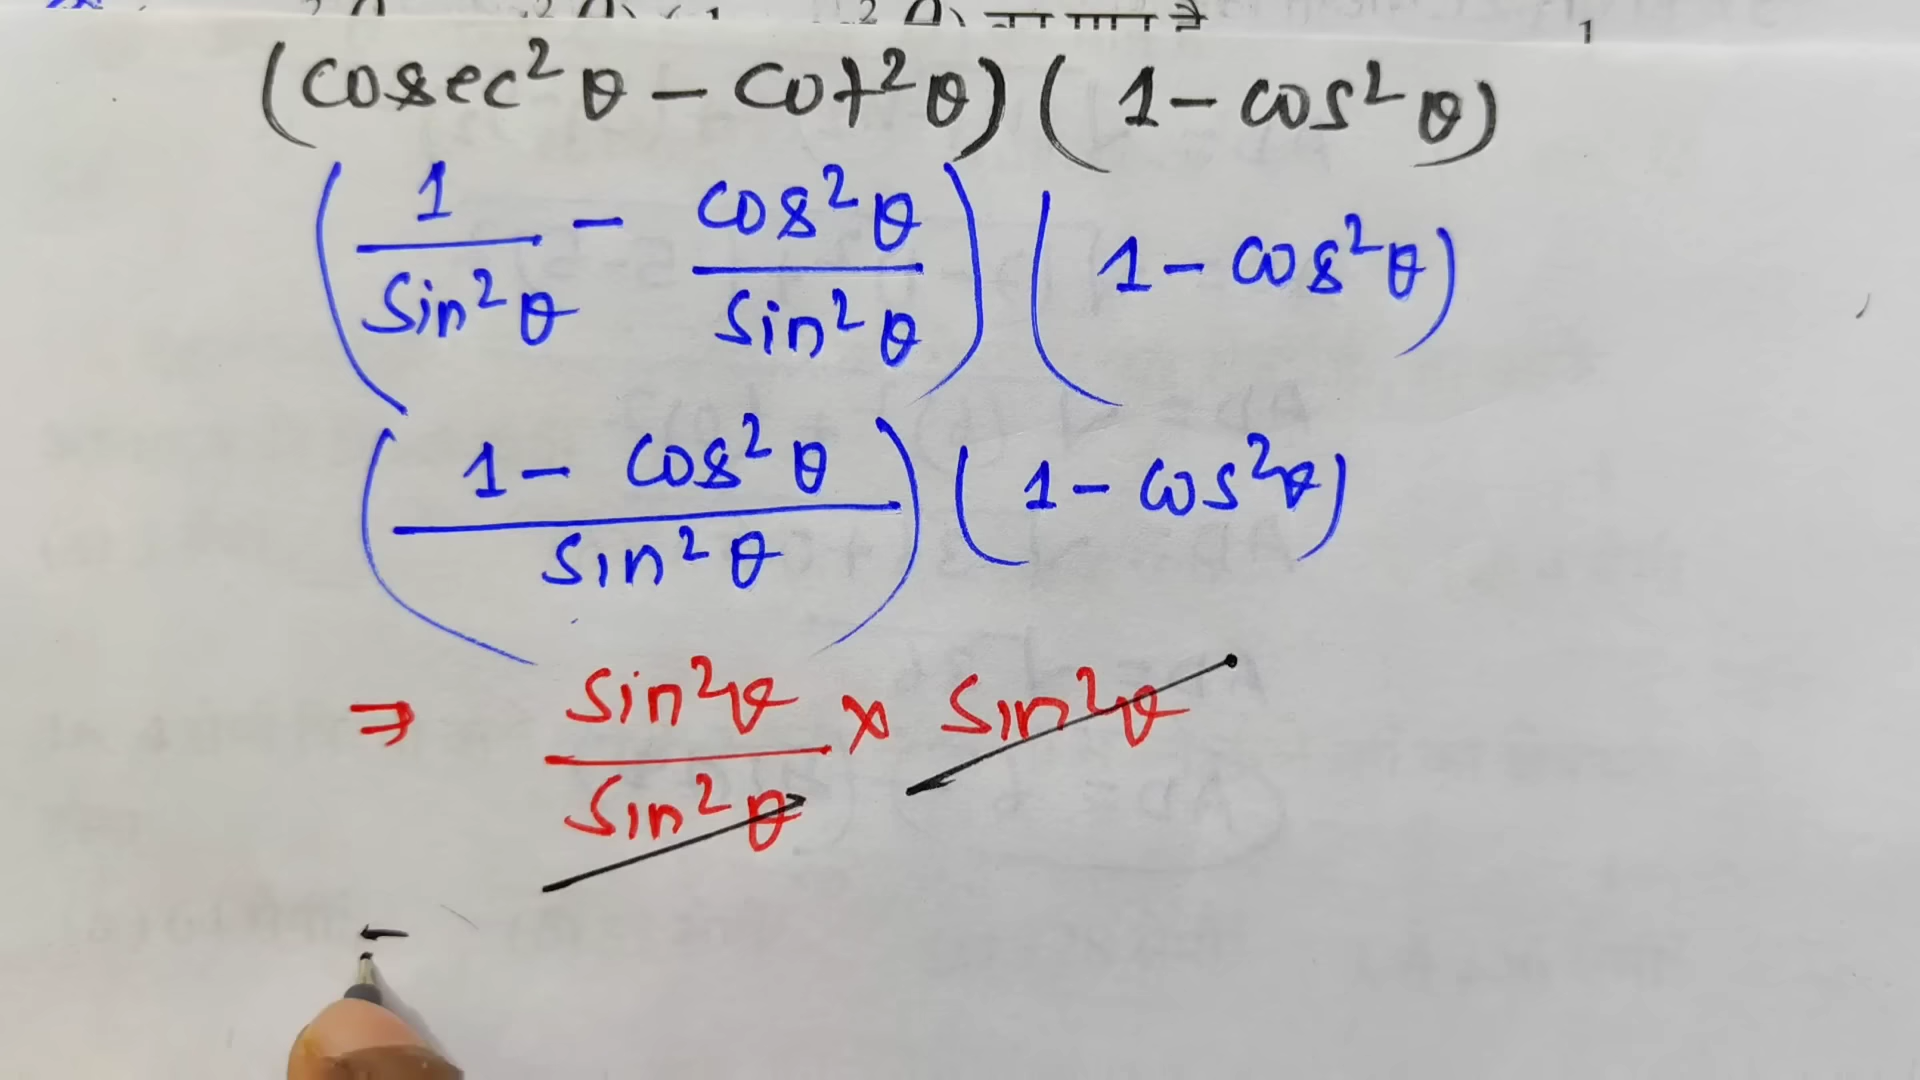 (cosec²θ - cot²θ)(1 - cos²θ)
(1/sin²θ - cos²θ/sin²θ)(1 - cos²θ)
(1 - cos²θ/sin²θ)(1 - cos²θ)
⇒ sin²θ/sin²θ × sin²θ